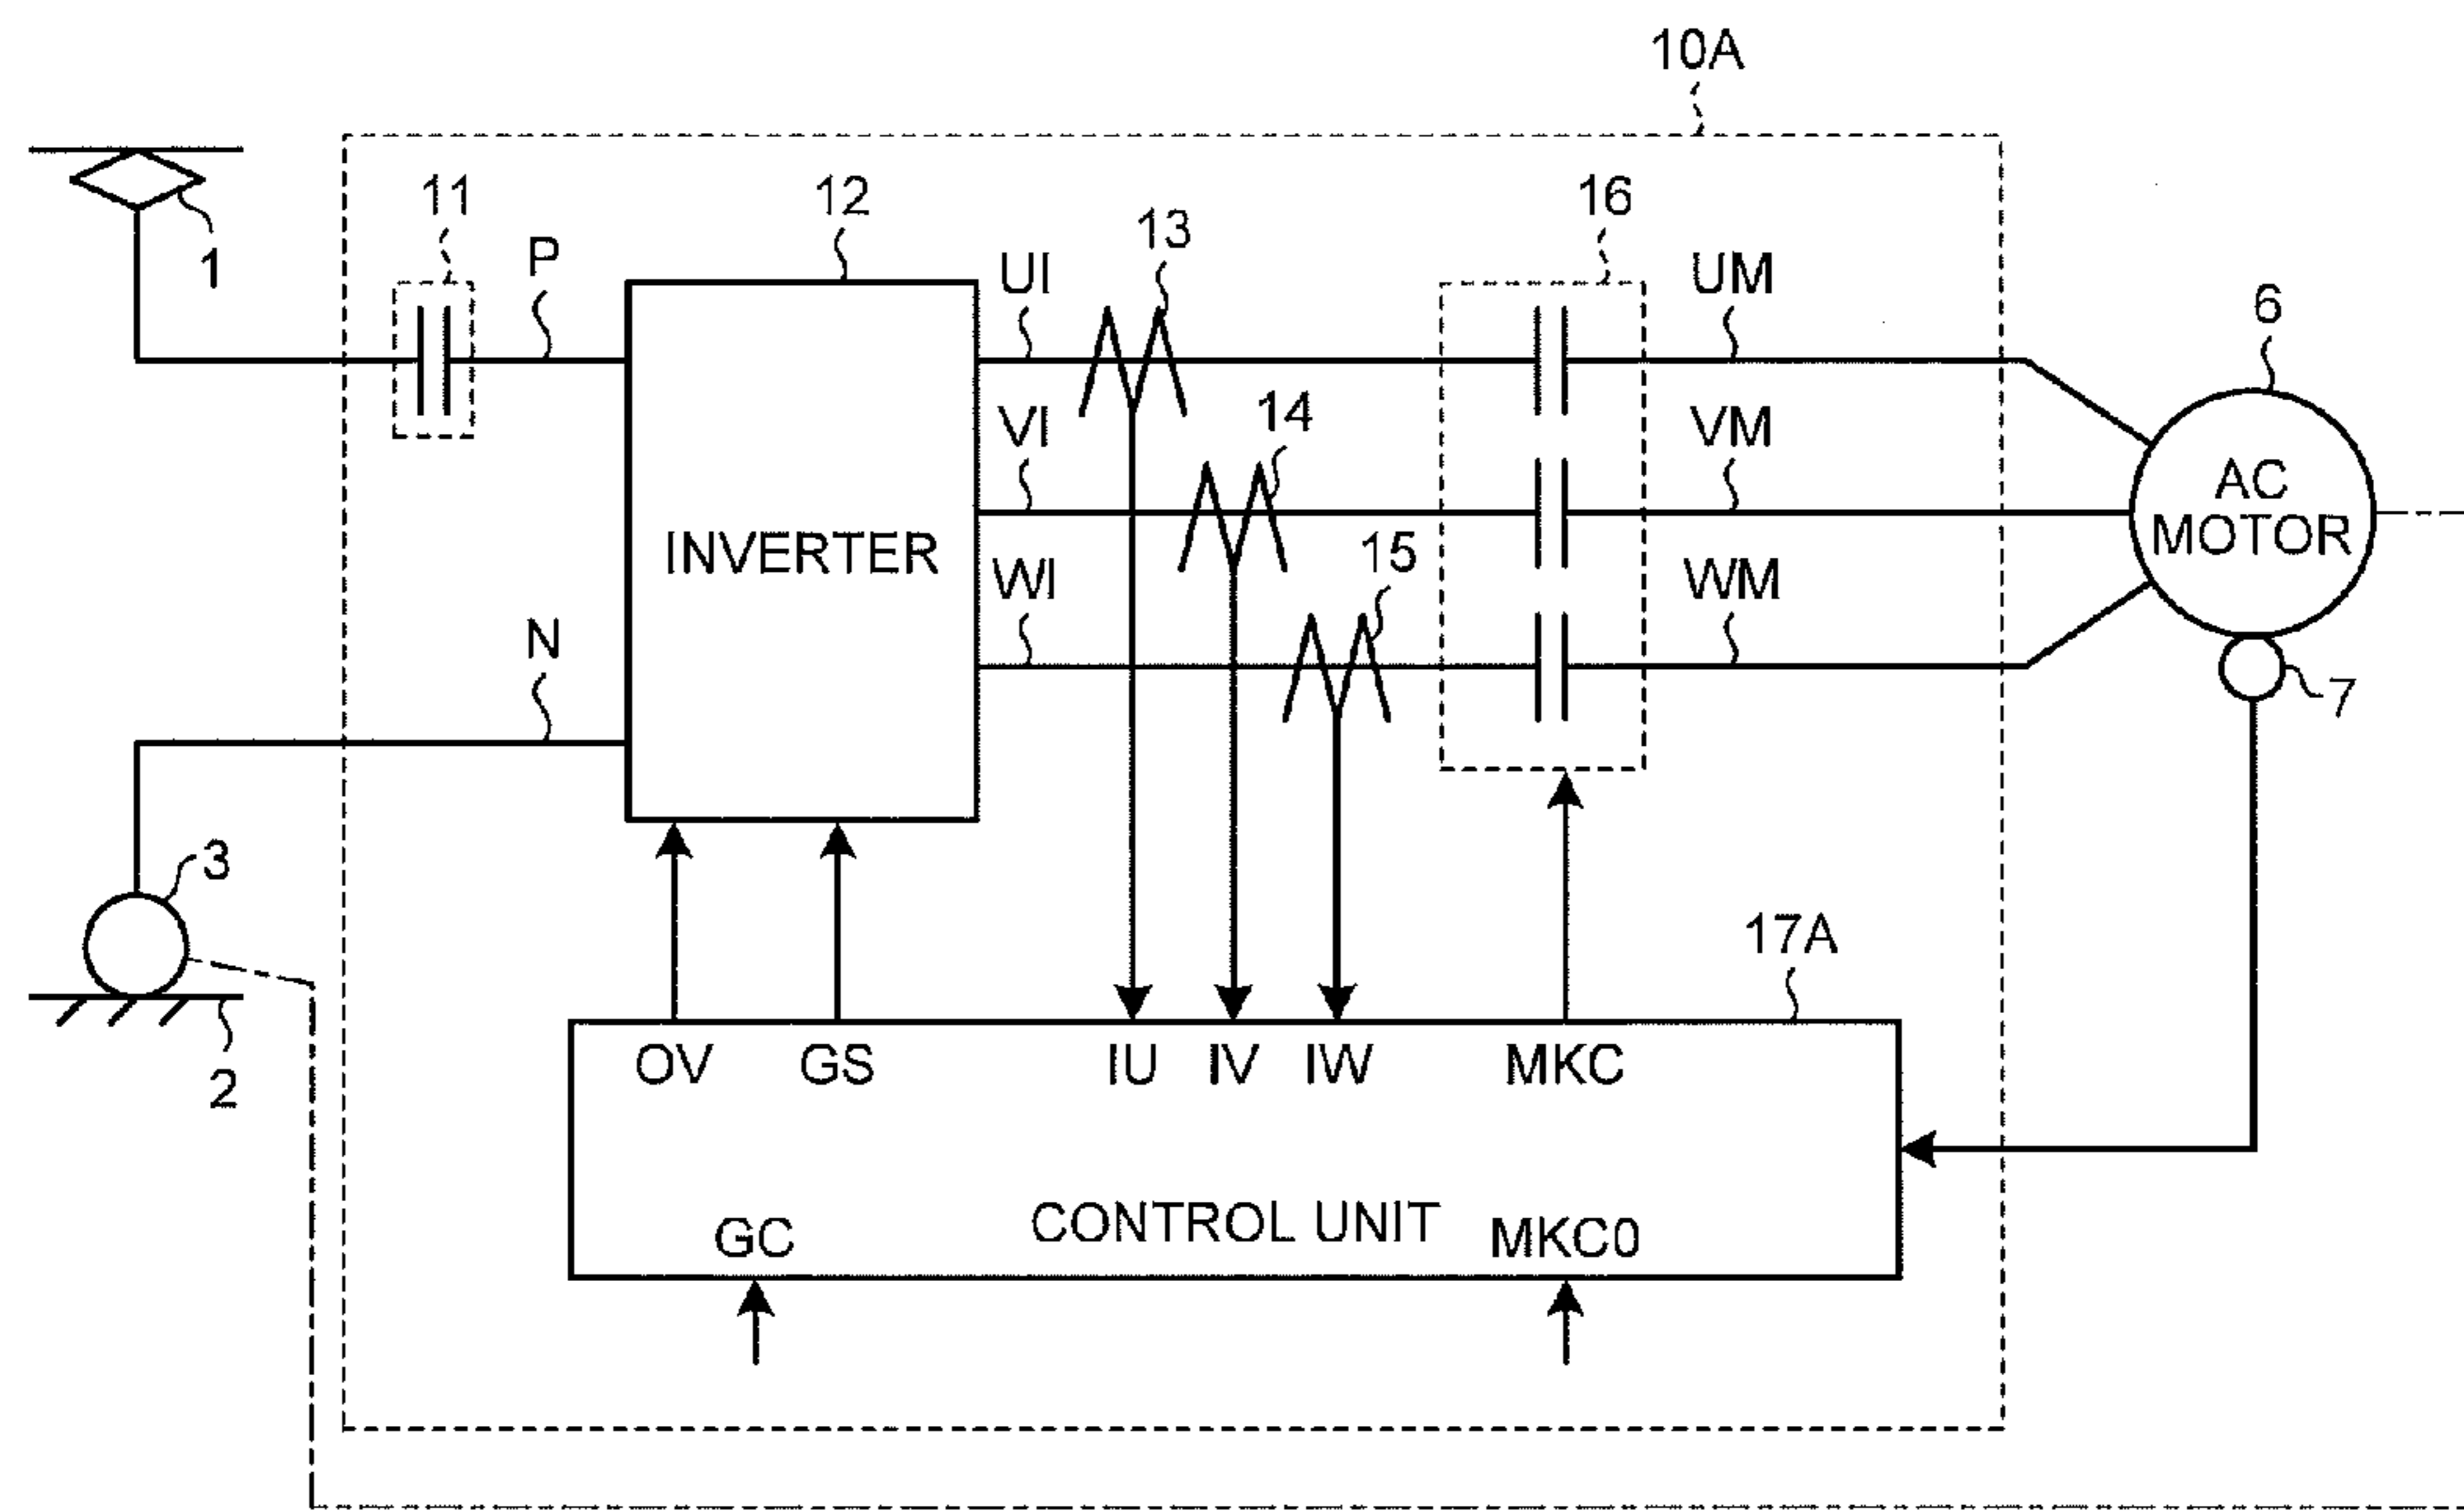 10A
11
12
13
16
1
P
UI
UM
6
VI
14
VM
AC
MOTOR
INVERTER
WI
15
WM
N
7
3
17A
2
OV GS IU IV IW MKC
CONTROL UNIT
GC MKC0